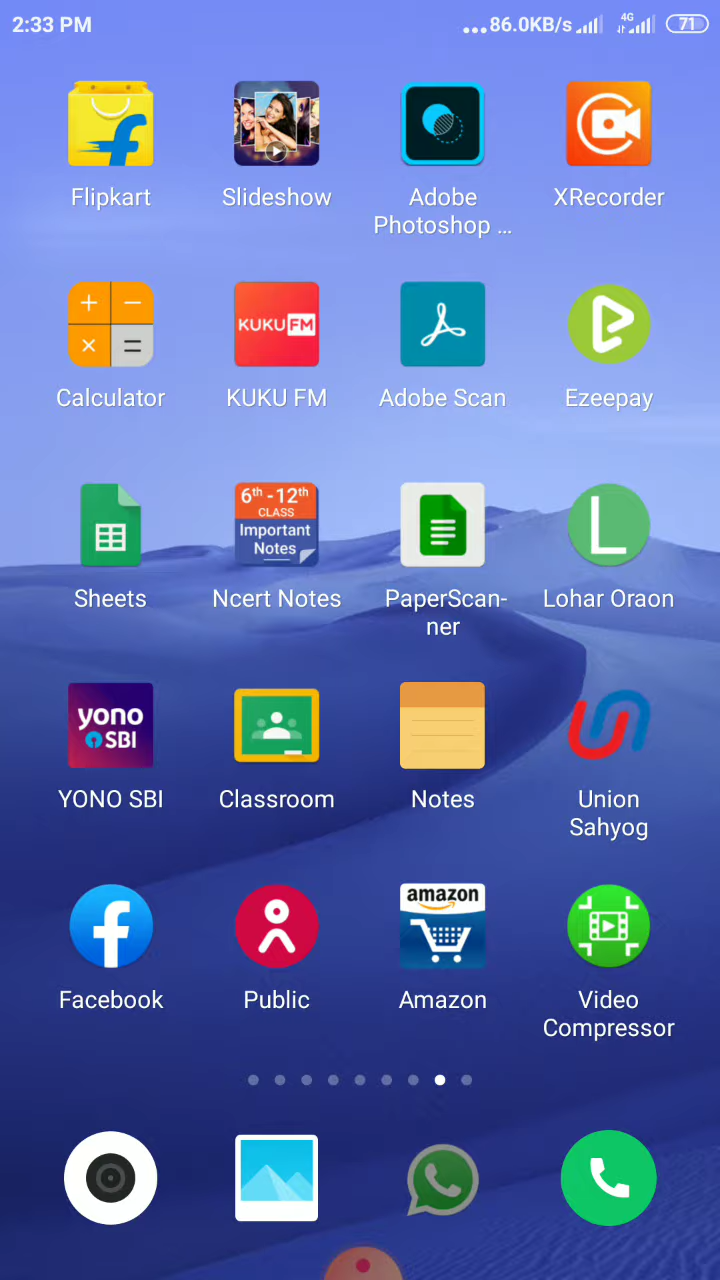 2:33 PM
...86.0KB/s 4G 71
Flipkart
Slideshow
Adobe
Photoshop ...
XRecorder
KUKU FM
Calculator
KUKU FM
Adobe Scan
Ezeepay
6th -12th
CLASS
Important
Notes
L
Sheets
Ncert Notes
PaperScan-
ner
Lohar Oraon
yono
SBI
YONO SBI
Classroom
Notes
Union
Sahyog
amazon
Facebook
Public
Amazon
Video
Compressor